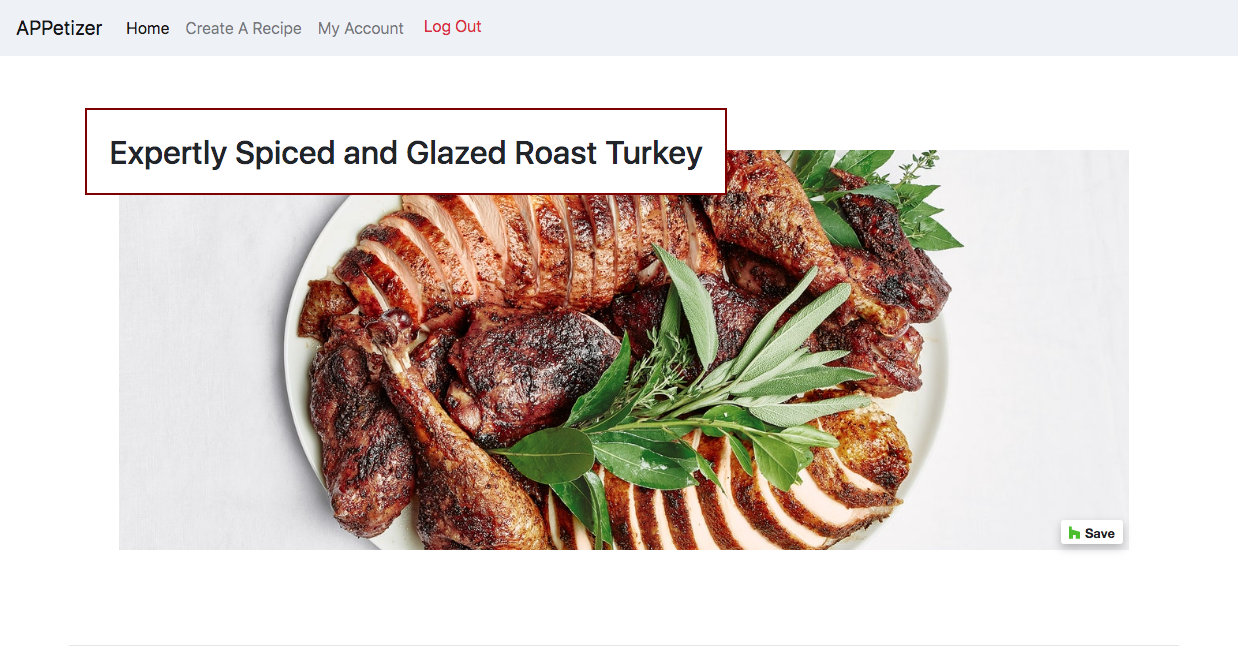 APPetizer Home Create A Recipe My Account Log Out
Expertly Spiced and Glazed Roast Turkey
Save